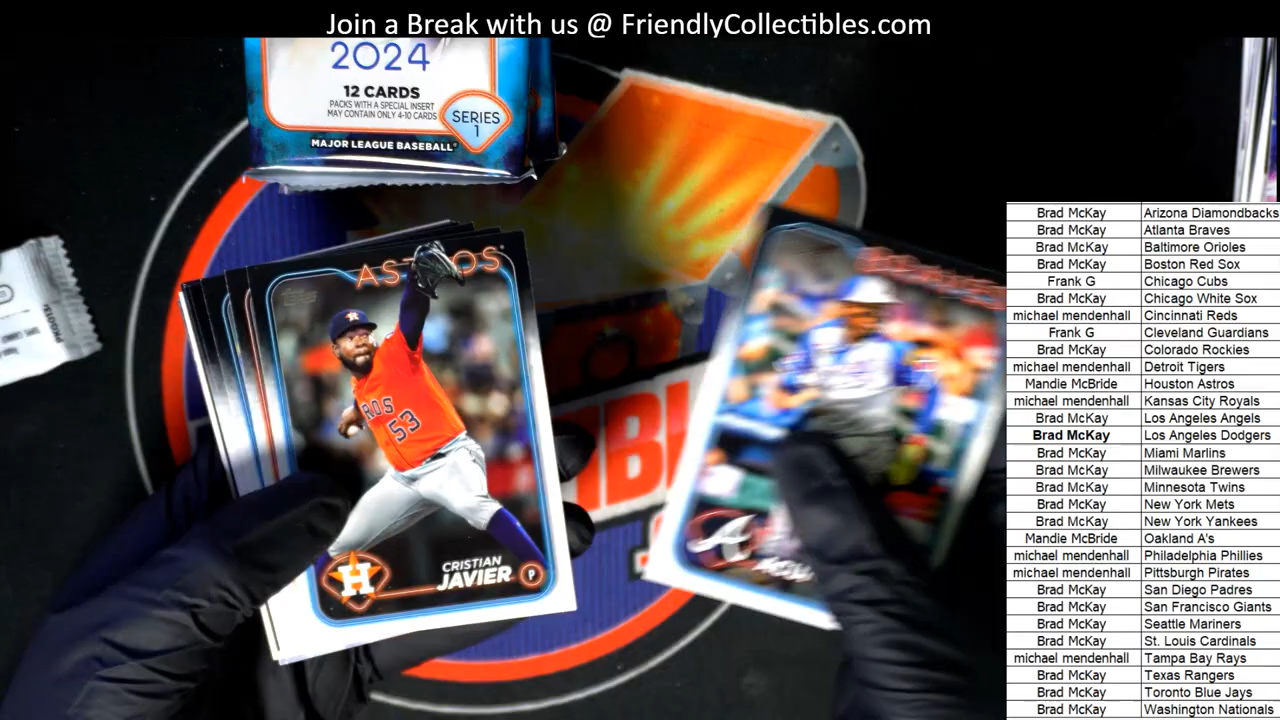 Join a Break with us @ FriendlyCollectibles.com
2024
12 CARDS
PACKS WITH A SPECIAL INSERT
MAY CONTAIN ONLY 4-10 CARDS
SERIES
1
MAJOR LEAGUE BASEBALL
ASTROS
ROS
53
H
CRISTIAN
JAVIER P
A
Brad McKay Arizona Diamondbacks
Brad McKay Atlanta Braves
Brad McKay Baltimore Orioles
Brad McKay Boston Red Sox
Frank G Chicago Cubs
Brad McKay Chicago White Sox
michael mendenhall Cincinnati Reds
Frank G Cleveland Guardians
Brad McKay Colorado Rockies
michael mendenhall Detroit Tigers
Mandie McBride Houston Astros
michael mendenhall Kansas City Royals
Brad McKay Los Angeles Angels
Brad McKay Los Angeles Dodgers
Brad McKay Miami Marlins
Brad McKay Milwaukee Brewers
Brad McKay Minnesota Twins
Brad McKay New York Mets
Brad McKay New York Yankees
Mandie McBride Oakland A's
michael mendenhall Philadelphia Phillies
michael mendenhall Pittsburgh Pirates
Brad McKay San Diego Padres
Brad McKay San Francisco Giants
Brad McKay Seattle Mariners
Brad McKay St. Louis Cardinals
michael mendenhall Tampa Bay Rays
Brad McKay Texas Rangers
Brad McKay Toronto Blue Jays
Brad McKay Washington Nationals